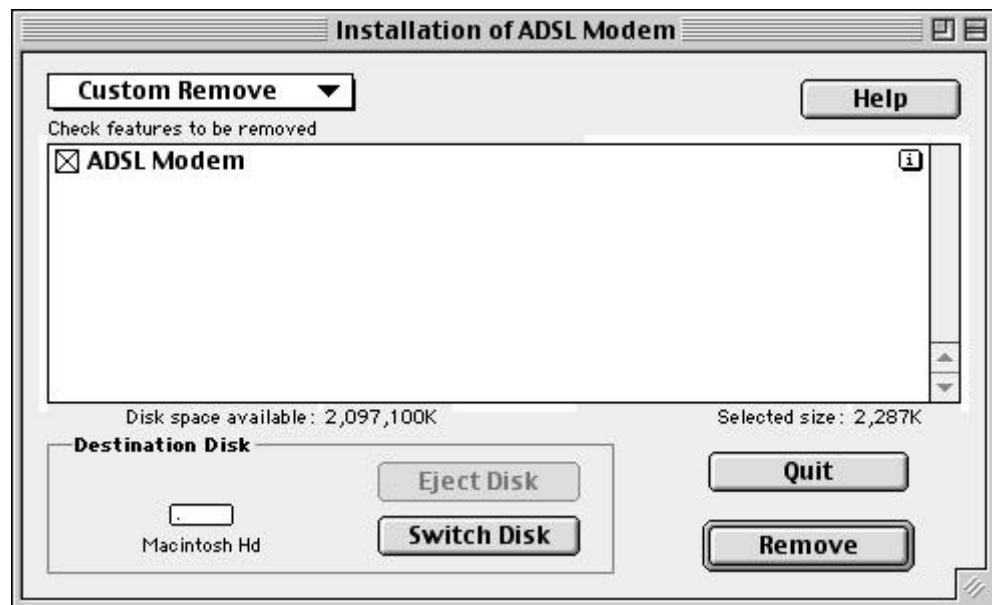 Installation of ADSL Modem
Custom Remove
Help
Check features to be removed
ADSL Modem
i
Disk space available: 2,097,100K
Selected size: 2,287K
Destination Disk
Eject Disk
Quit
Macintosh Hd
Switch Disk
Remove